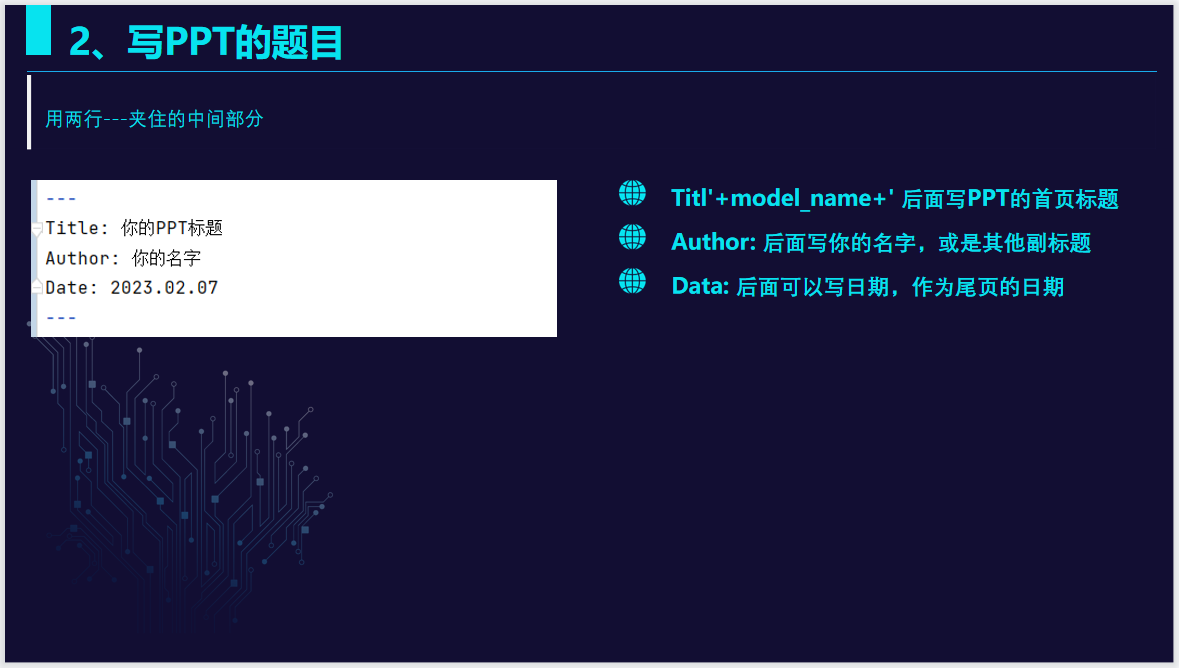 2、写PPT的题目
用两行---夹住的中间部分
---
Title: 你的PPT标题
Author: 你的名字
Date: 2023.02.07
---
Titl'+model_name+' 后面写PPT的首页标题
Author: 后面写你的名字，或是其他副标题
Data: 后面可以写日期，作为尾页的日期